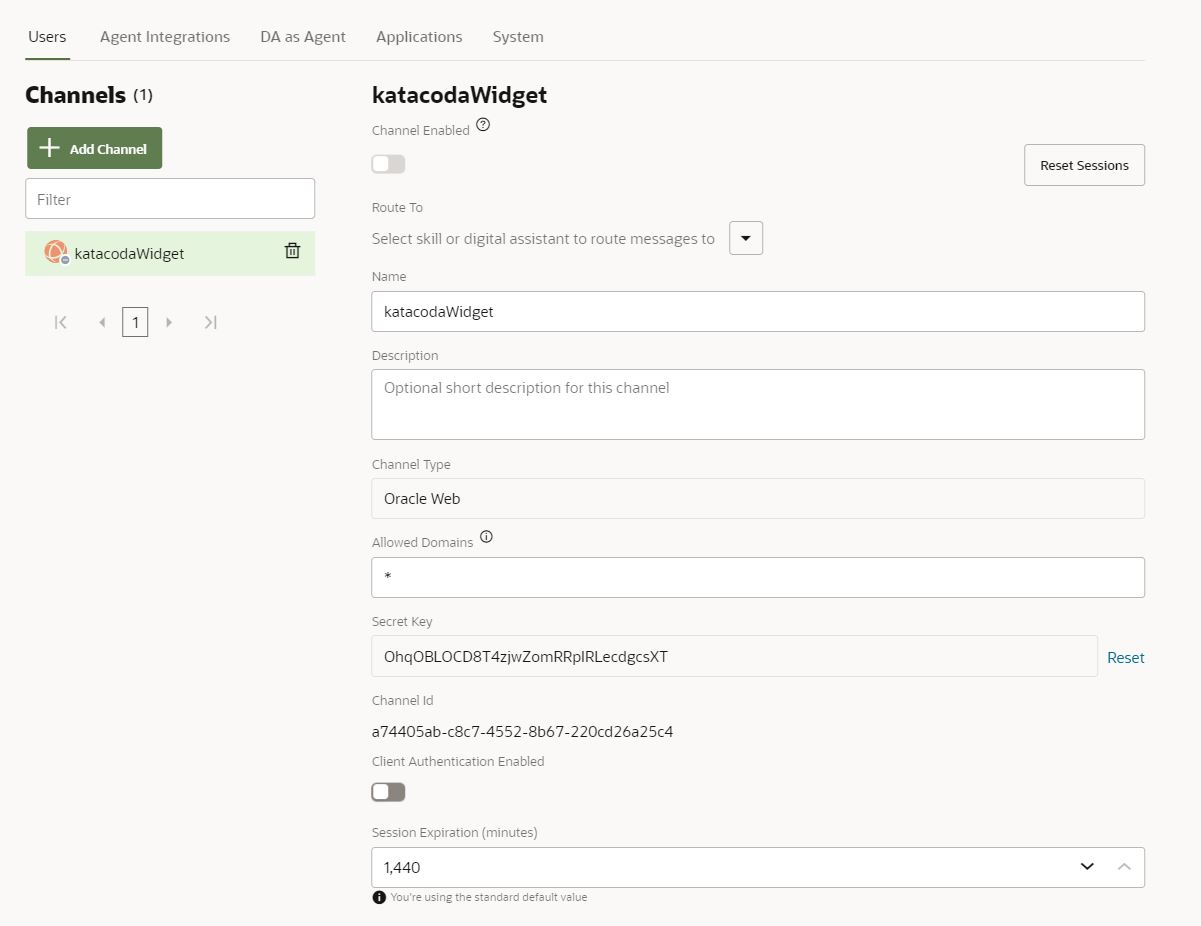 Users Agent Integrations DA as Agent Applications System
Channels (1)
Add Channel
Filter
katacodaWidget
1
katacodaWidget
Channel Enabled
Reset Sessions
Route To
Select skill or digital assistant to route messages to
Name
katacodaWidget
Description
Optional short description for this channel
Channel Type
Oracle Web
Allowed Domains
*
Secret Key
OhqOBLOCD8T4zjwZomRRpIRLecdgcsXT
Reset
Channel Id
a74405ab-c8c7-4552-8b67-220cd26a25c4
Client Authentication Enabled
Session Expiration (minutes)
1,440
You're using the standard default value